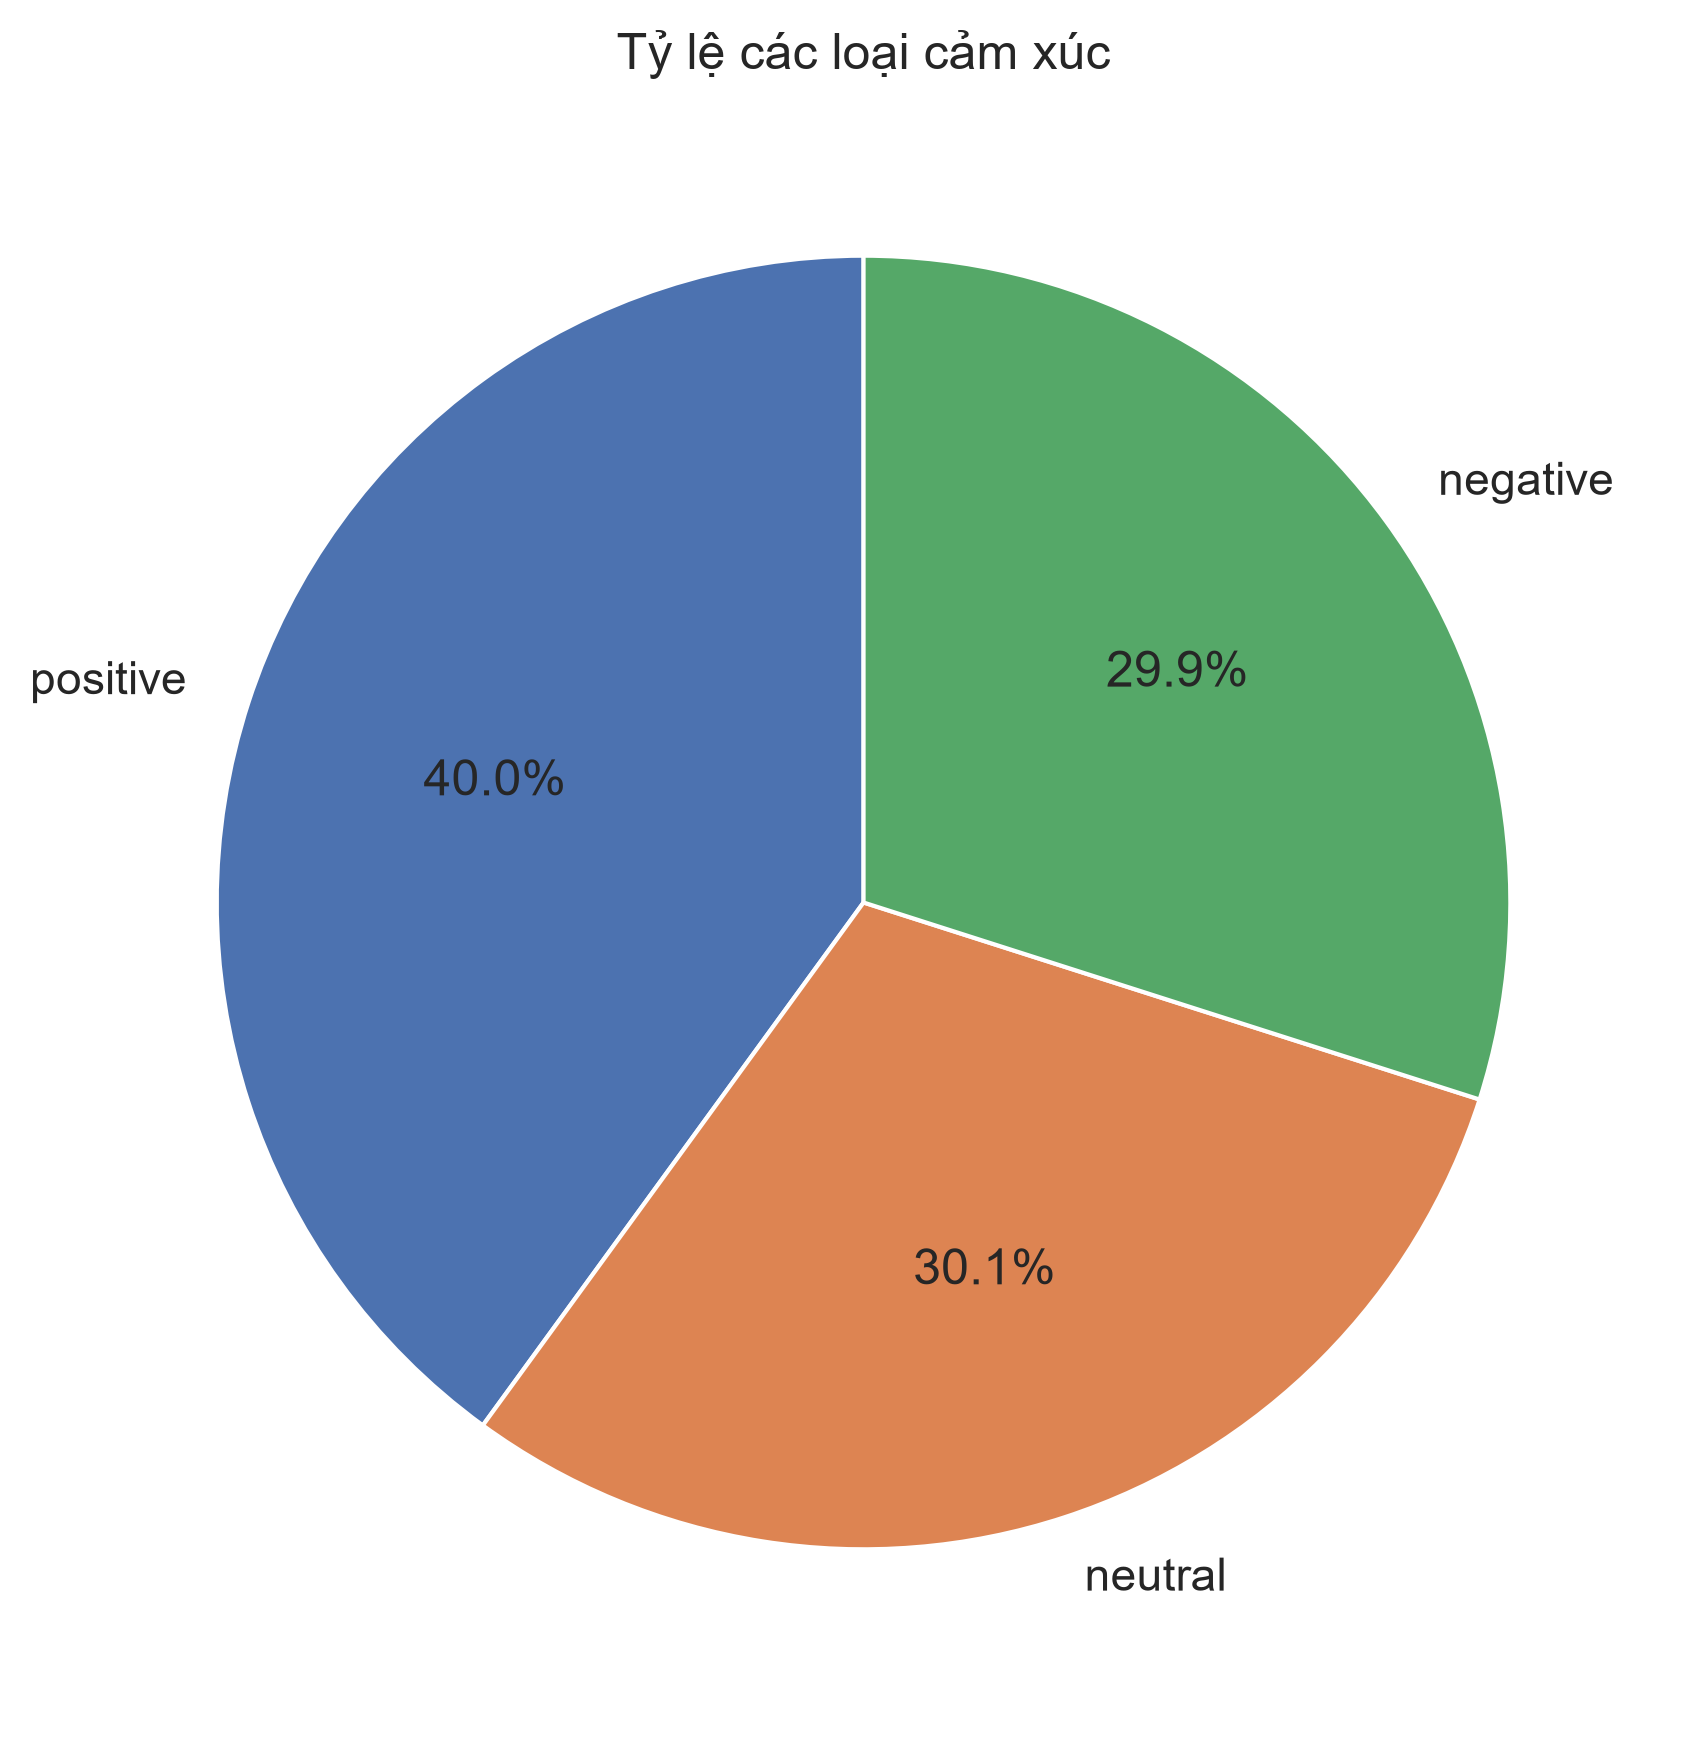 Tỷ lệ các loại cảm xúc
negative
29.9%
positive
40.0%
30.1%
neutral